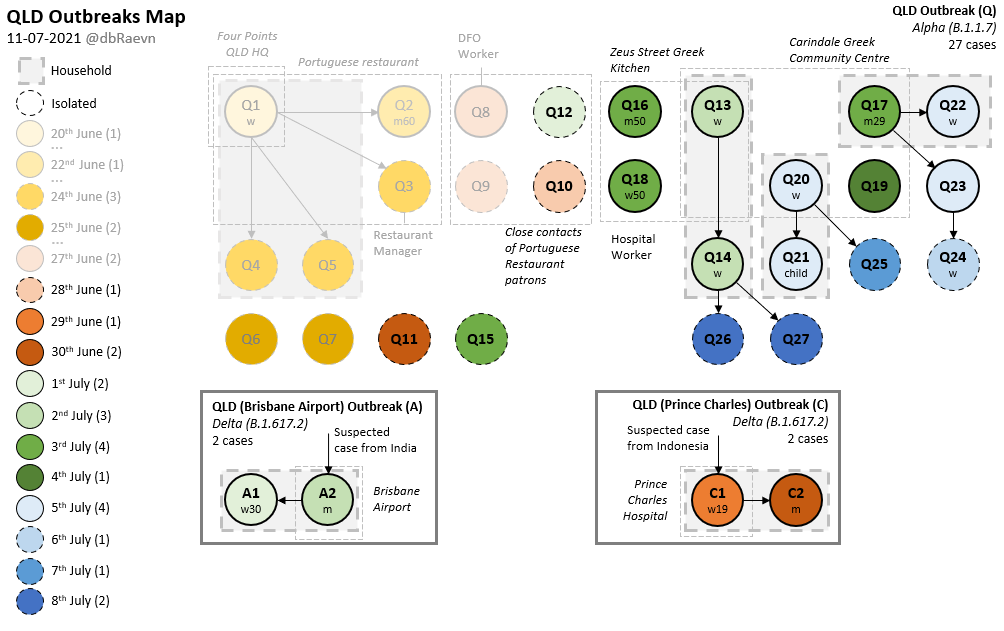 QLD Outbreaks Map
11-07-2021 @dbRaevn
Household
Isolated
20th June (1)
...
22nd June (1)
...
24th June (3)
25th June (2)
...
27th June (2)
28th June (1)
29th June (1)
30th June (2)
1st July (2)
2nd July (3)
3rd July (4)
4th July (1)
5th July (4)
6th July (1)
7th July (1)
8th July (2)
QLD Outbreak (Q)
Alpha (B.1.1.7)
27 cases
Four Points
QLD HQ
Portuguese restaurant
DFO
Worker
Zeus Street Greek
Kitchen
Carindale Greek
Community Centre
Q1
w
Q2
m60
Q8
Q12
Q16
m50
Q13
w
Q17
m29
Q22
w
Q3
Q9
Q10
Q18
w50
Q20
w
Q19
Q23
Restaurant
Manager
Close contacts
of Portuguese
Restaurant
patrons
Hospital
Worker
Q4
Q5
Q14
w
Q21
child
Q25
Q24
w
Q6
Q7
Q11
Q15
Q26
Q27
QLD (Brisbane Airport) Outbreak (A)
Delta (B.1.617.2)
2 cases
Suspected
case from India
A1
w30
A2
m
Brisbane
Airport
QLD (Prince Charles) Outbreak (C)
Delta (B.1.617.2)
2 cases
Suspected case
from Indonesia
Prince
Charles
Hospital
C1
w19
C2
m